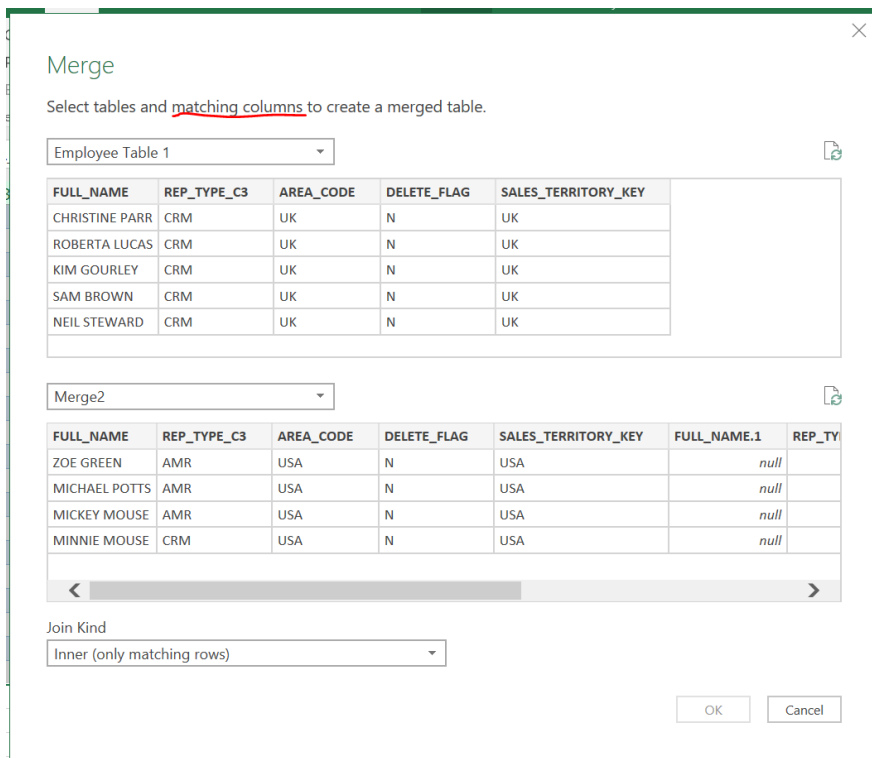 Merge
Select tables and matching columns to create a merged table.
Employee Table 1
FULL_NAME REP_TYPE_C3 AREA_CODE DELETE_FLAG SALES_TERRITORY_KEY
CHRISTINE PARR CRM UK N UK
ROBERTA LUCAS CRM UK N UK
KIM GOURLEY CRM UK N UK
SAM BROWN CRM UK N UK
NEIL STEWARD CRM UK N UK
Merge2
FULL_NAME REP_TYPE_C3 AREA_CODE DELETE_FLAG SALES_TERRITORY_KEY FULL_NAME.1 REP_TY
ZOE GREEN AMR USA N USA null
MICHAEL POTTS AMR USA N USA null
MICKEY MOUSE AMR USA N USA null
MINNIE MOUSE CRM USA N USA null
Join Kind
Inner (only matching rows)
OK Cancel